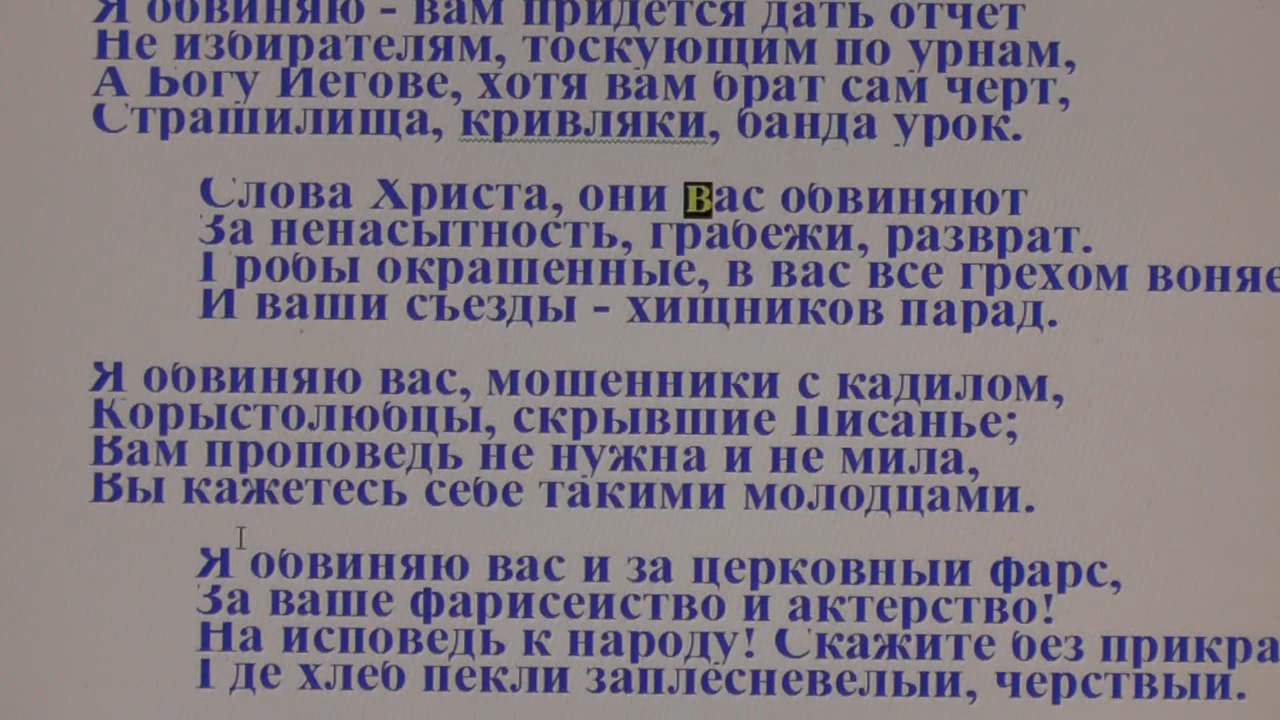 Я обвиняю - вам придется дать отчет
Не избирателям, тоскующим по урнам,
А Богу Иегове, хотя вам брат сам черт,
Страшилища, кривляки, банда урок.
Слова Христа, они вас обвиняют
За ненасытность, грабежи, разврат.
Гробы окрашенные, в вас все грехом воняе
И ваши съезды - хищников парад.
Я обвиняю вас, мошенники с кадилом,
Корыстолюбцы, скрывшие Писанье;
Вам проповедь не нужна и не мила,
Вы кажетесь себе такими молодцами.
Я обвиняю вас и за церковный фарс,
За ваше фарисейство и актерство!
На исповедь к народу! Скажите без прикра
Где хлеб пекли заплесневелый, черствый.